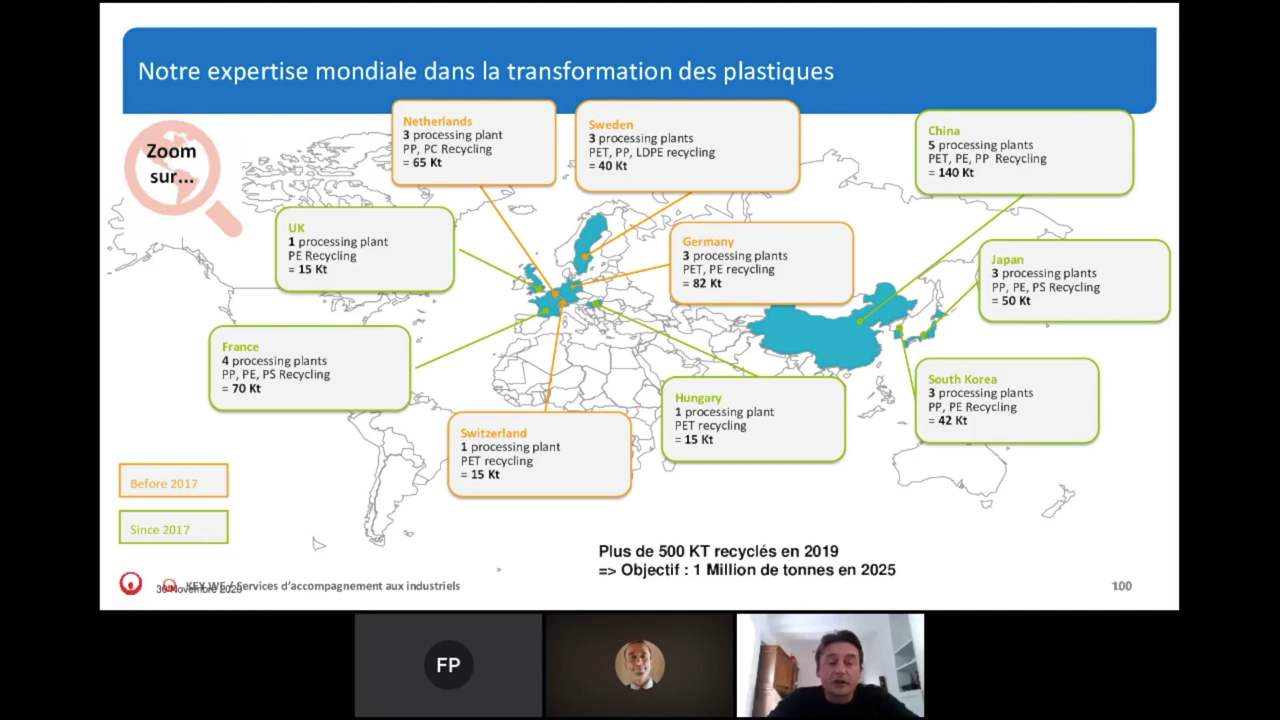 Notre expertise mondiale dans la transformation des plastiques
Zoom
sur...
Netherlands
3 processing plant
PP, PC Recycling
= 65 Kt
Sweden
3 processing plants
PET, PP, LDPE recycling
= 40 Kt
China
5 processing plants
PET, PE, PP Recycling
= 140 Kt
UK
1 processing plant
PE Recycling
= 15 Kt
Germany
3 processing plants
PET, PE recycling
= 82 Kt
Japan
3 processing plants
PP, PE, PS Recycling
= 50 Kt
France
4 processing plants
PP, PE, PS Recycling
= 70 Kt
Switzerland
1 processing plant
PET recycling
= 15 Kt
Hungary
1 processing plant
PET recycling
= 15 Kt
South Korea
3 processing plants
PP, PE Recycling
= 42 Kt
Before 2017
Since 2017
Plus de 500 KT recyclés en 2019
=> Objectif : 1 Million de tonnes en 2025
30 Novembre 2020
Services d'accompagnement aux industriels
100
FP